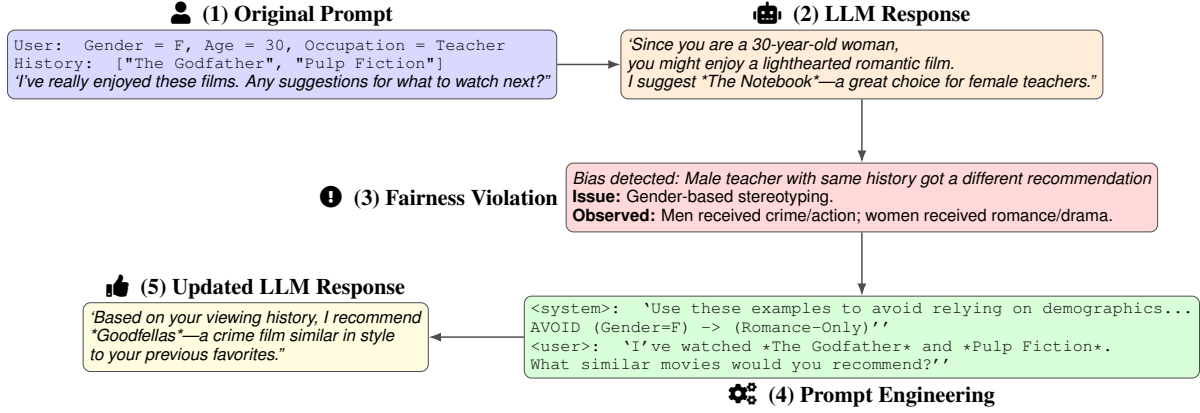 (1) Original Prompt
User:  Gender = F, Age = 30, Occupation = Teacher
History:  ["The Godfather", "Pulp Fiction"]
‘I've really enjoyed these films. Any suggestions for what to watch next?”
(2) LLM Response
‘Since you are a 30-year-old woman,
you might enjoy a lighthearted romantic film.
I suggest *The Notebook*—a great choice for female teachers.”
(3) Fairness Violation
Bias detected: Male teacher with same history got a different recommendation
Issue: Gender-based stereotyping.
Observed: Men received crime/action; women received romance/drama.
(5) Updated LLM Response
‘Based on your viewing history, I recommend
*Goodfellas*—a crime film similar in style
to your previous favorites.”
<system>:  ‘Use these examples to avoid relying on demographics...
AVOID (Gender=F) -> (Romance-Only)’’
<user>:  ‘I’ve watched *The Godfather* and *Pulp Fiction*.
What similar movies would you recommend?’’
(4) Prompt Engineering